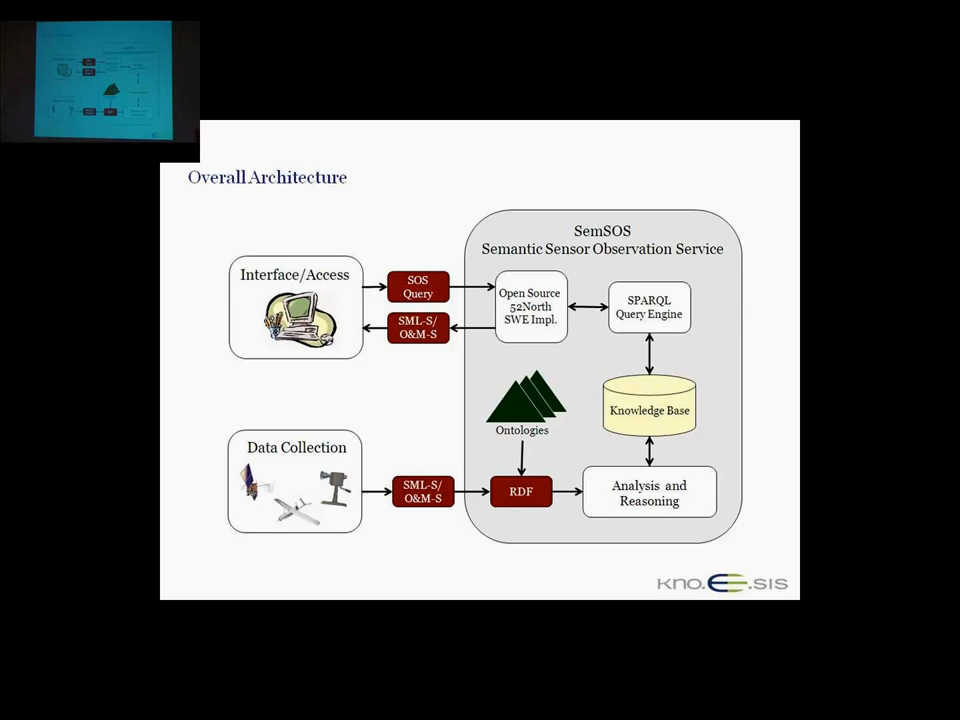 Overall Architecture
SemSOS
Semantic Sensor Observation Service
Interface/Access
SOS
Query
Open Source
52North
SWE Impl.
SPARQL
Query Engine
SML-S/
O&M-S
Ontologies
Knowledge Base
Data Collection
SML-S/
O&M-S
RDF
Analysis and
Reasoning
kno.e.sis